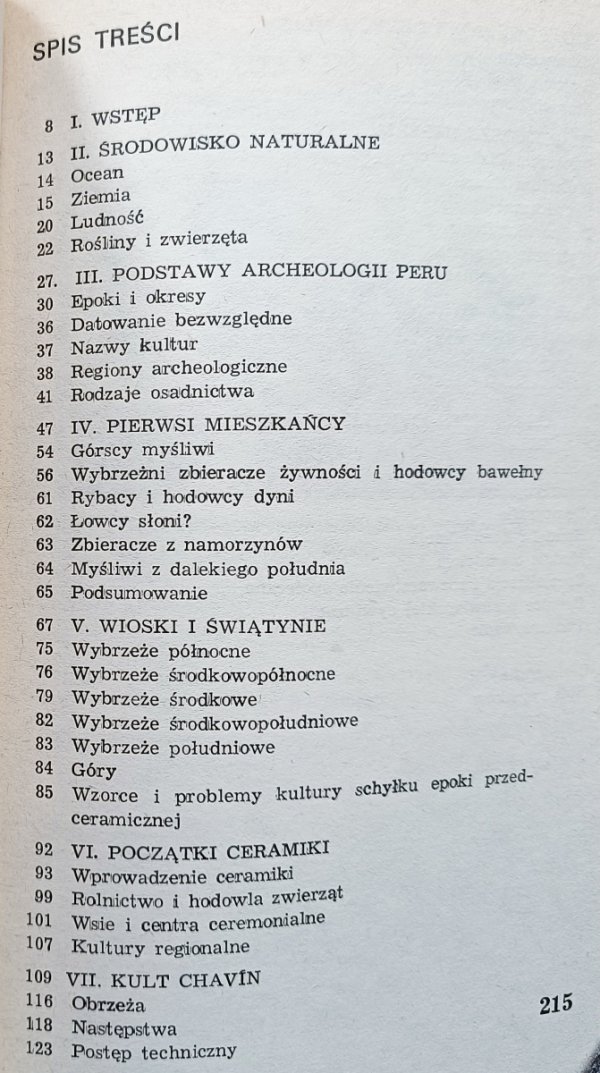 SPIS TREŚCI
8 I. WSTĘP
13 II. ŚRODOWISKO NATURALNE
14 Ocean
15 Ziemia
20 Ludność
22 Rośliny i zwierzęta
27. III. PODSTAWY ARCHEOLOGII PERU
30 Epoki i okresy
36 Datowanie bezwzględne
37 Nazwy kultur
38 Regiony archeologiczne
41 Rodzaje osadnictwa
47 IV. PIERWSI MIESZKAŃCY
54 Górscy myśliwi
56 Wybrzeżni zbieracze żywności i hodowcy bawełny
61 Rybacy i hodowcy dyni
62 Łowcy słoni?
63 Zbieracze z namorzynów
64 Myśliwi z dalekiego południa
65 Podsumowanie
67 V. WIOSKI I ŚWIĄTYNIE
75 Wybrzeże północne
76 Wybrzeże środkowopółnocne
79 Wybrzeże środkowe
82 Wybrzeże środkowopołudniowe
83 Wybrzeże południowe
84 Góry
85 Wzorce i problemy kultury schyłku epoki przed-
ceramicznej
92 VI. POCZĄTKI CERAMIKI
93 Wprowadzenie ceramiki
99 Rolnictwo i hodowla zwierząt
101 Wsie i centra ceremonialne
107 Kultury regionalne
109 VII. KULT CHAVÍN
116 Obrzeża
118 Następstwa
123 Postęp techniczny
215